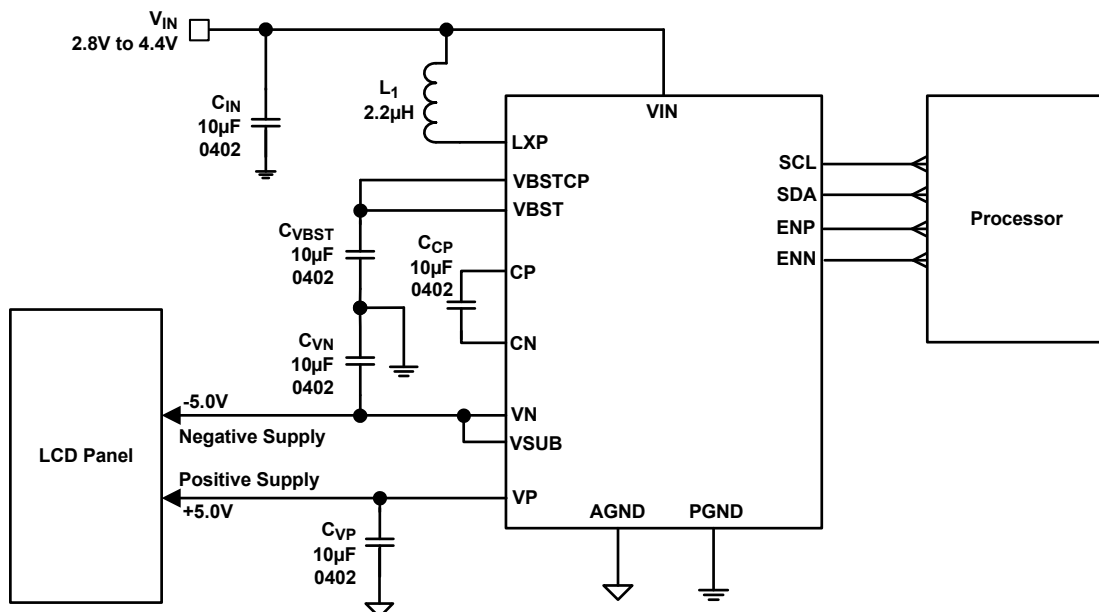 V_IN
2.8V to 4.4V
C_IN
10µF
0402
L_1
2.2µH
VIN
LXP
VBSTCP
VBST
C_VBST
10µF
0402
C_CP
10µF
0402
CP
CN
C_VN
10µF
0402
SCL
SDA
ENP
ENN
Processor
-5.0V
Negative Supply
VN
VSUB
LCD Panel
Positive Supply
+5.0V
VP
AGND
PGND
C_VP
10µF
0402